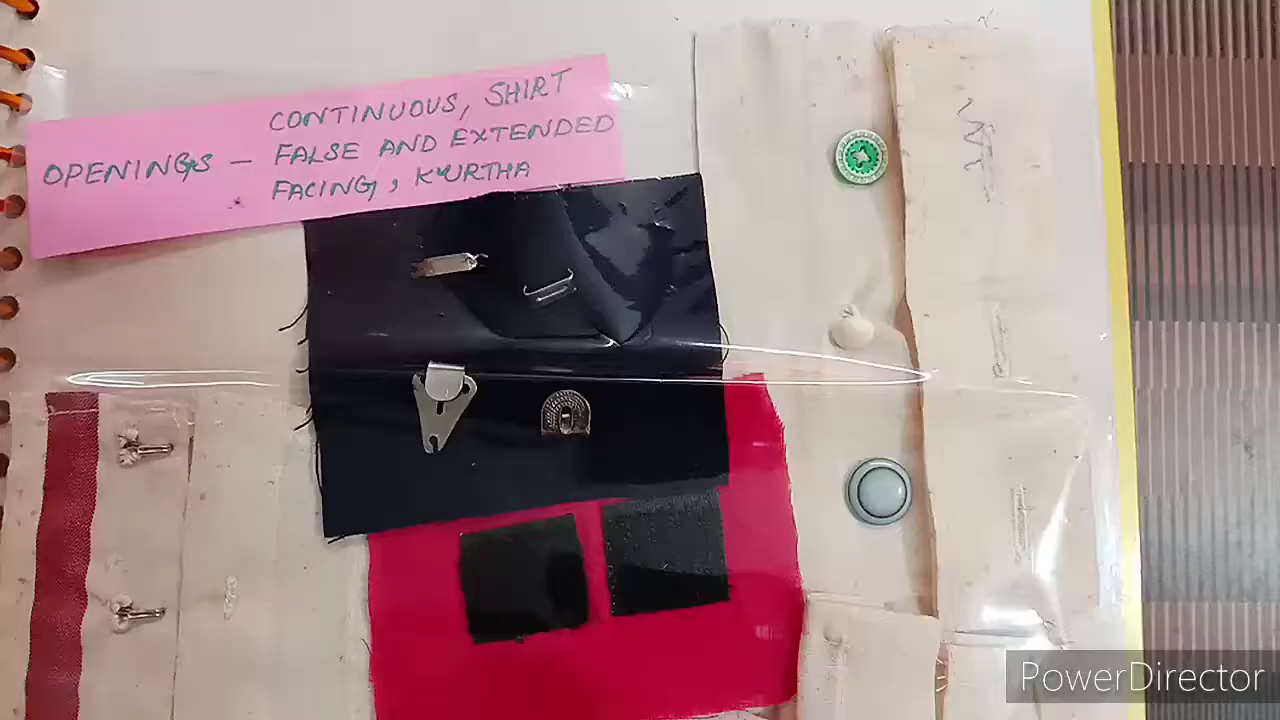 CONTINUOUS, SHIRT
OPENINGS — FALSE AND EXTENDED
FACING, KURTHA
PowerDirector